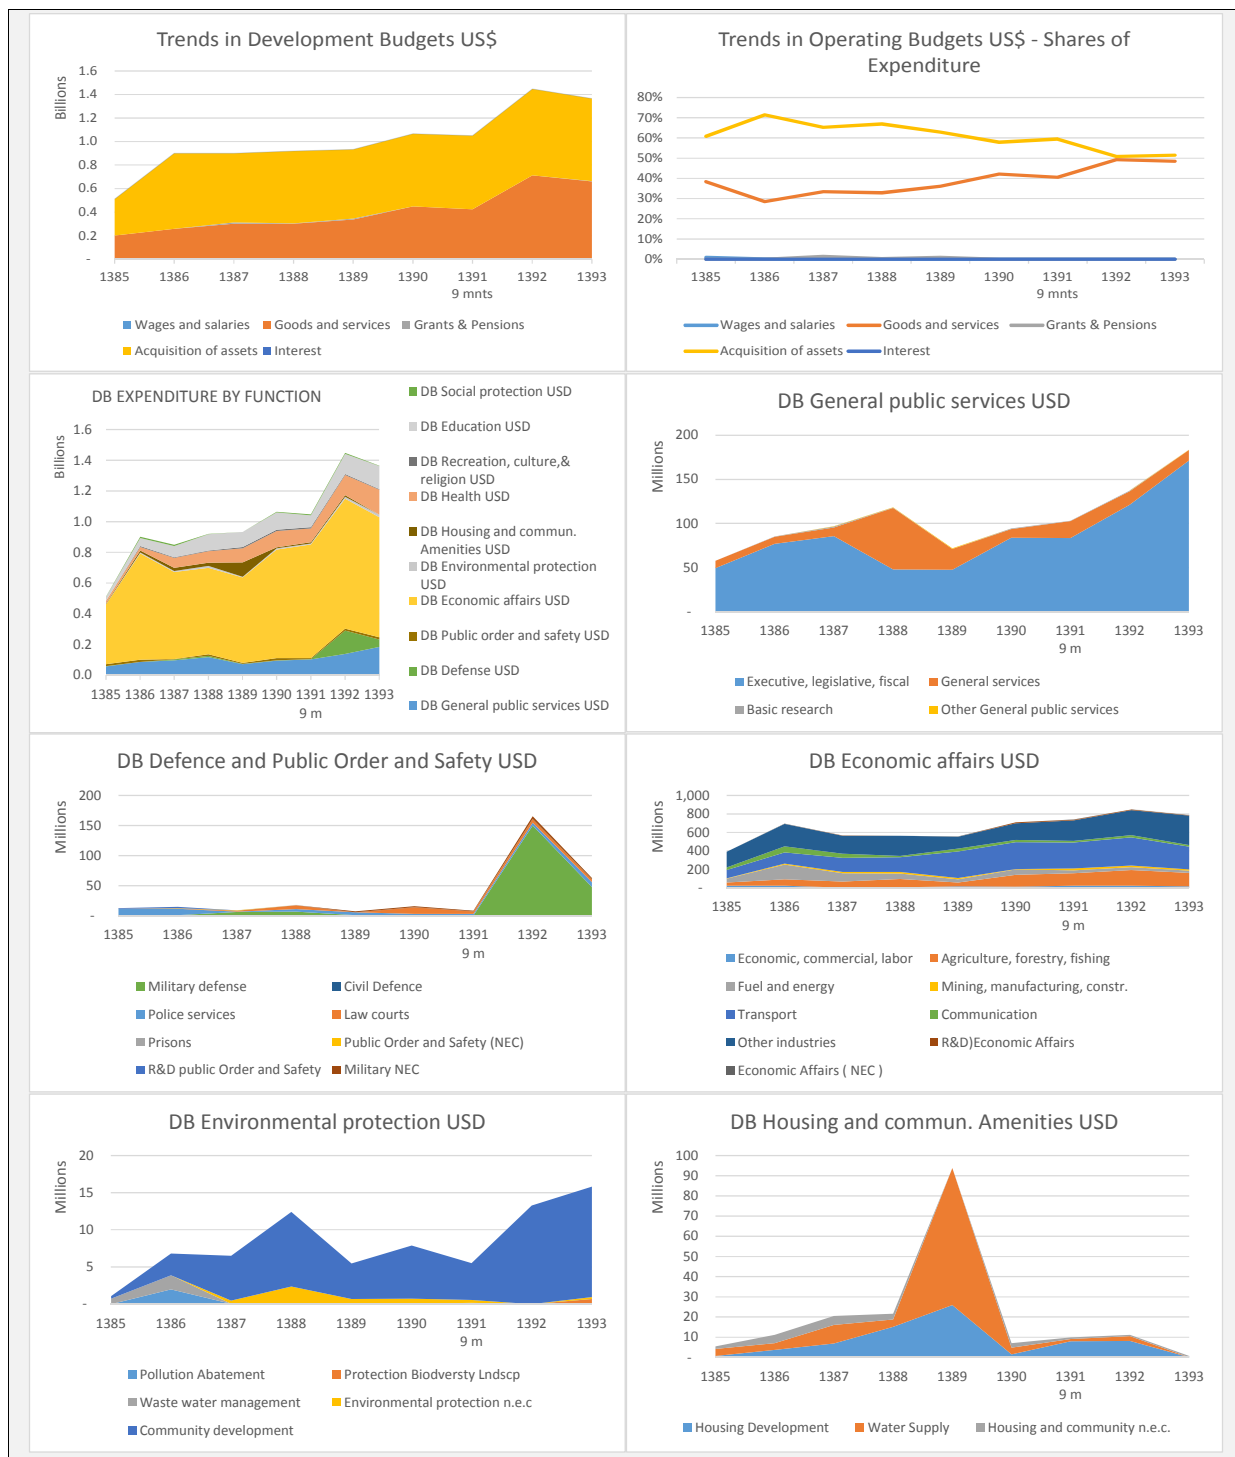 Trends in Development Budgets US$
Billions
1.6
1.4
1.2
1.0
0.8
0.6
0.4
0.2
-
1385 1386 1387 1388 1389 1390 1391 1392 1393
9 mnts
Wages and salaries Goods and services Grants & Pensions
Acquisition of assets Interest
Trends in Operating Budgets US$ - Shares of
Expenditure
80%
70%
60%
50%
40%
30%
20%
10%
0%
1385 1386 1387 1388 1389 1390 1391 1392 1393
9 mnts
Wages and salaries Goods and services Grants & Pensions
Acquisition of assets Interest
DB EXPENDITURE BY FUNCTION
Billions
1.6
1.4
1.2
1.0
0.8
0.6
0.4
0.2
0.0
1385 1386 1387 1388 1389 1390 1391 1392 1393
9 m
DB Social protection USD
DB Education USD
DB Recreation, culture,&
religion USD
DB Health USD
DB Housing and commun.
Amenities USD
DB Environmental protection
USD
DB Economic affairs USD
DB Public order and safety USD
DB Defense USD
DB General public services USD
DB General public services USD
Millions
200
150
100
50
-
1385 1386 1387 1388 1389 1390 1391 1392 1393
9 m
Executive, legislative, fiscal General services
Basic research Other General public services
DB Defence and Public Order and Safety USD
Millions
200
150
100
50
-
1385 1386 1387 1388 1389 1390 1391 1392 1393
9 m
Military defense Civil Defence
Police services Law courts
Prisons Public Order and Safety (NEC)
R&D public Order and Safety Military NEC
DB Economic affairs USD
Millions
1,000
800
600
400
200
-
1385 1386 1387 1388 1389 1390 1391 1392 1393
9 m
Economic, commercial, labor Agriculture, forestry, fishing
Fuel and energy Mining, manufacturing, constr.
Transport Communication
Other industries R&D)Economic Affairs
Economic Affairs ( NEC )
DB Environmental protection USD
Millions
20
15
10
5
-
1385 1386 1387 1388 1389 1390 1391 1392 1393
9 m
Pollution Abatement Protection Biodversty Lndscp
Waste water management Environmental protection n.e.c
Community development
DB Housing and commun. Amenities USD
Millions
100
90
80
70
60
50
40
30
20
10
-
1385 1386 1387 1388 1389 1390 1391 1392 1393
9 m
Housing Development Water Supply Housing and community n.e.c.